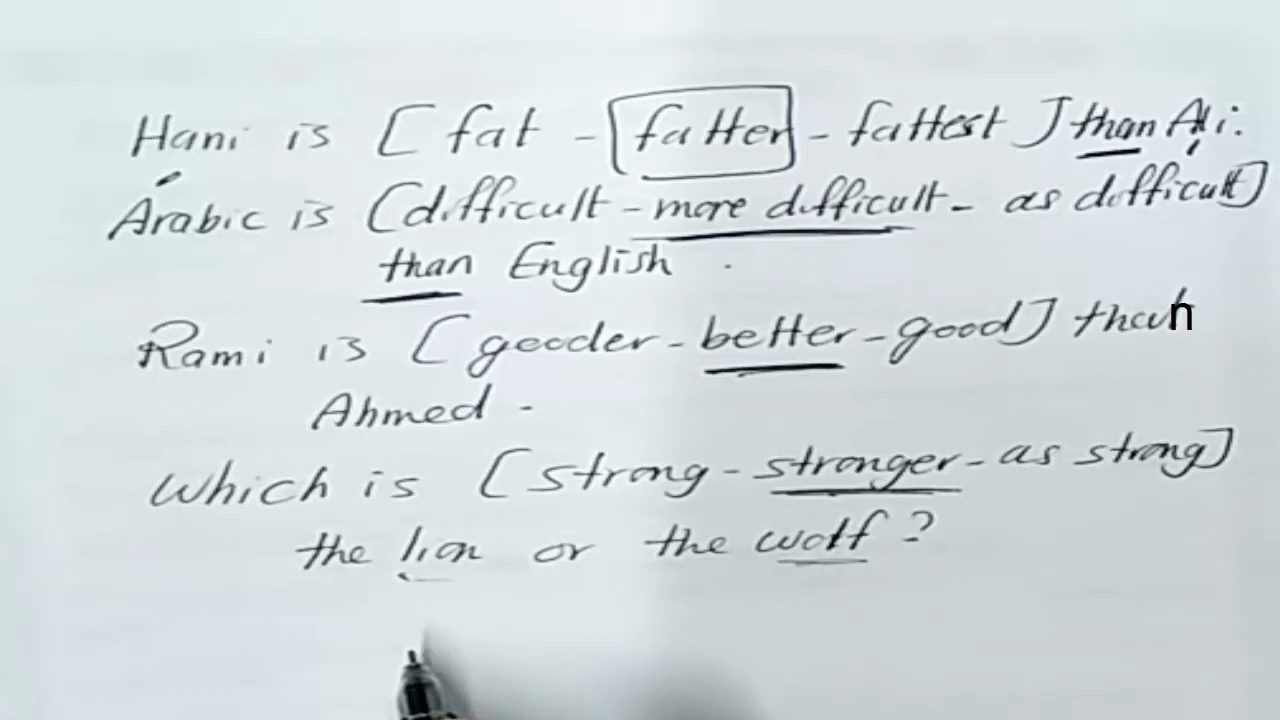 Hani is [fat - fatter - fattest] than Ali.
Arabic is (difficult - more difficult - as difficult]
than English .
Rami is [gooder - better - good] than
Ahmed .
Which is [strong - stronger - as strong]
the lion or the wolf ?